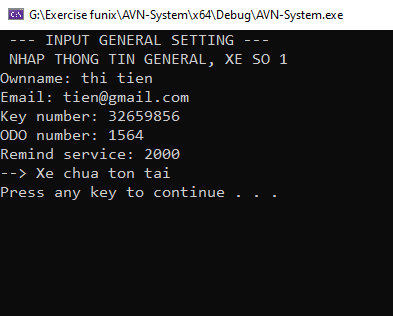 G:\Exercise funix\AVN-System\x64\Debug\AVN-System.exe
--- INPUT GENERAL SETTING ---
NHAP THONG TIN GENERAL, XE SO 1
Ownname: thi tien
Email: tien@gmail.com
Key number: 32659856
ODO number: 1564
Remind service: 2000
--> Xe chua ton tai
Press any key to continue . . .